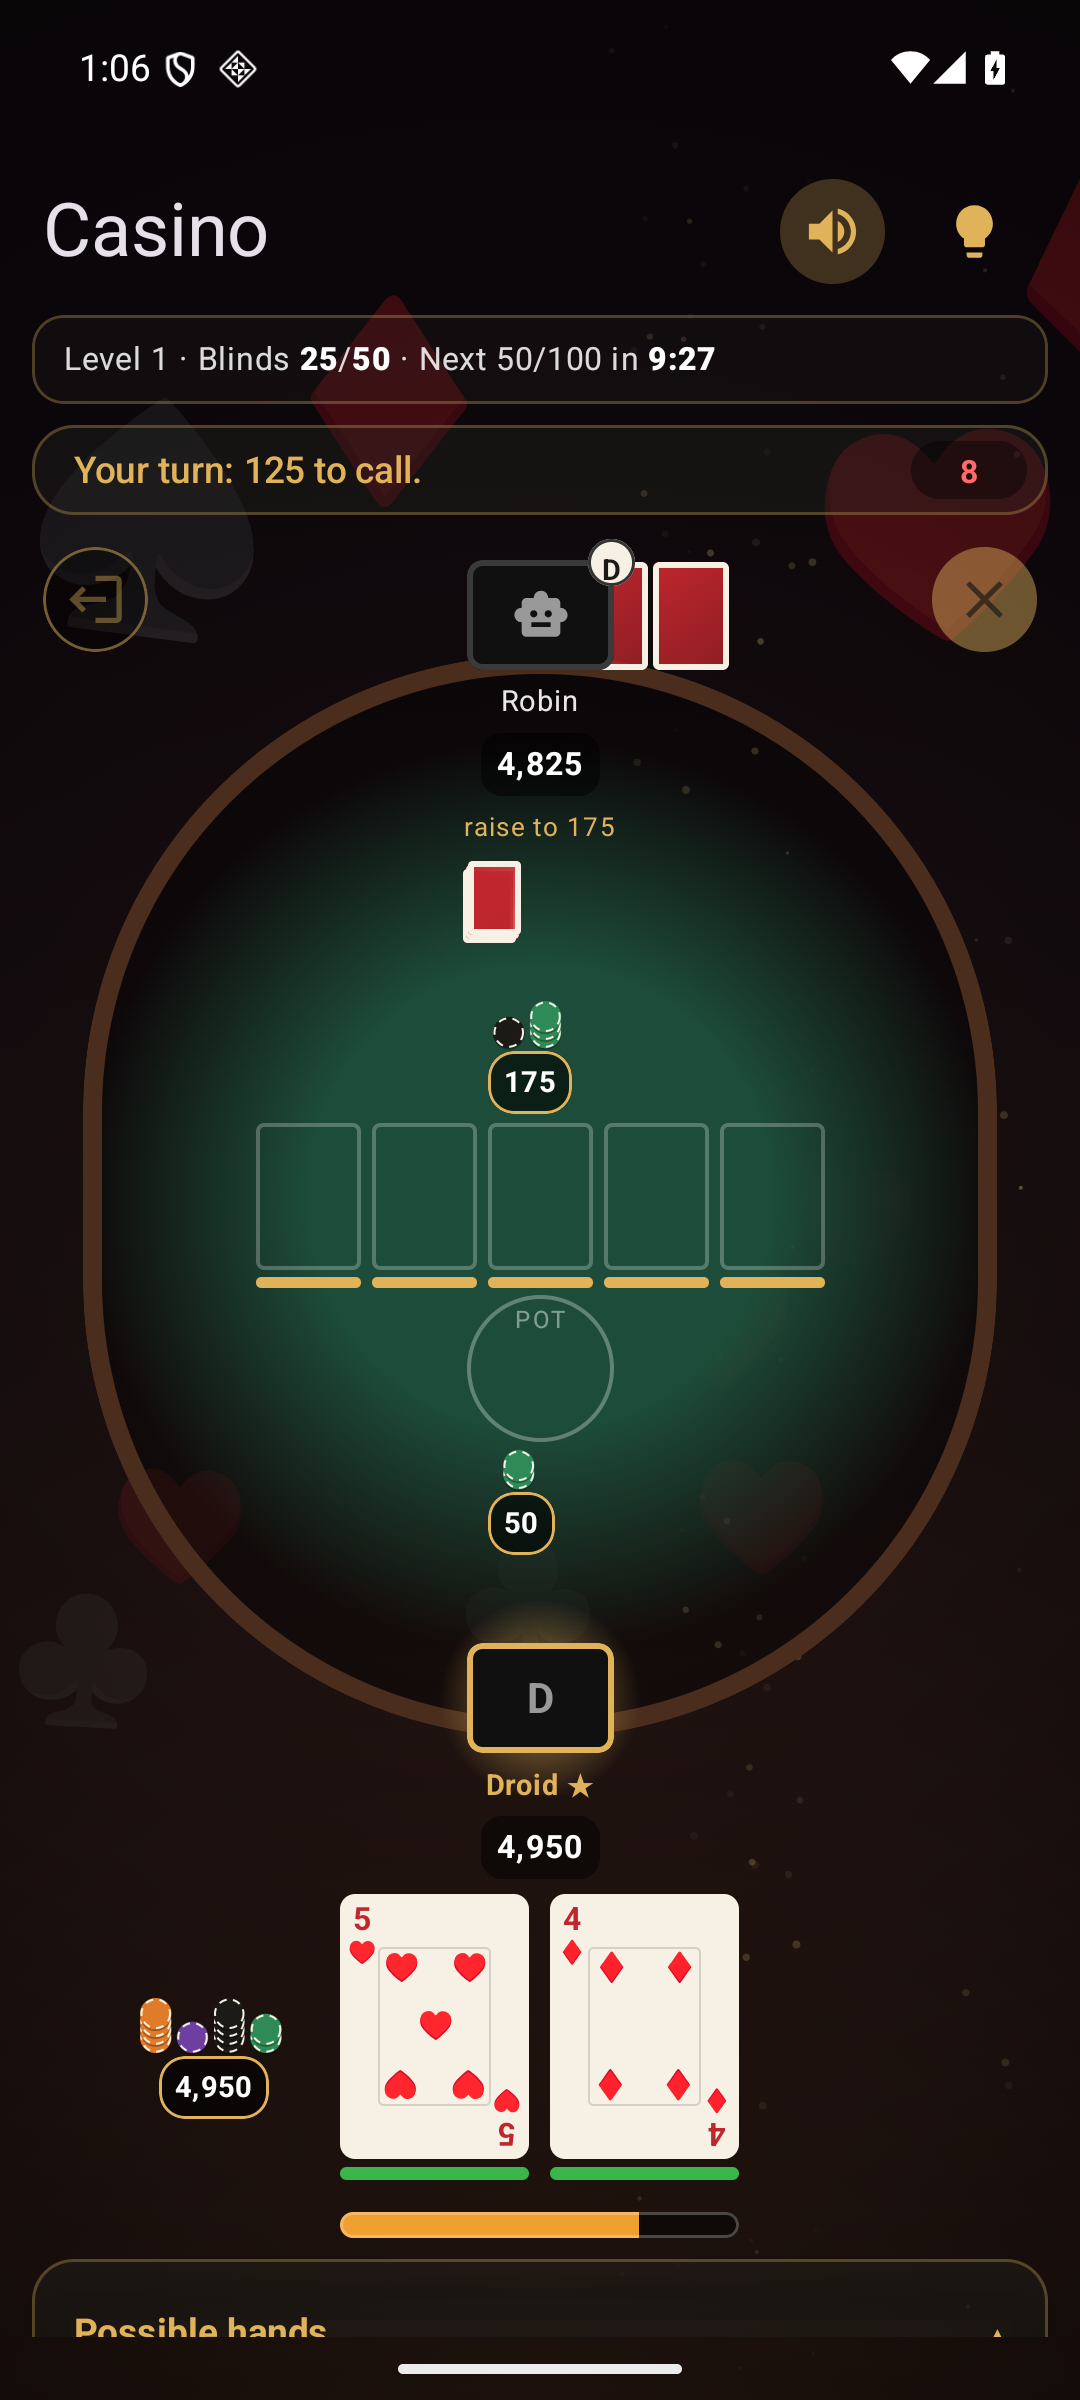 1:06
Casino
Level 1 · Blinds 25/50 · Next 50/100 in 9:27
Your turn: 125 to call.
8
D
Robin
4,825
raise to 175
175
POT
50
D
Droid ★
4,950
5
4
4,950
5
4
Possible hands